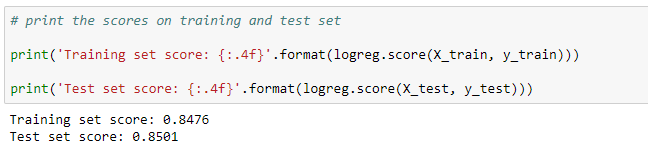 # print the scores on training and test set
print('Training set score: {:.4f}'.format(logreg.score(X_train, y_train)))
print('Test set score: {:.4f}'.format(logreg.score(X_test, y_test)))
Training set score: 0.8476
Test set score: 0.8501